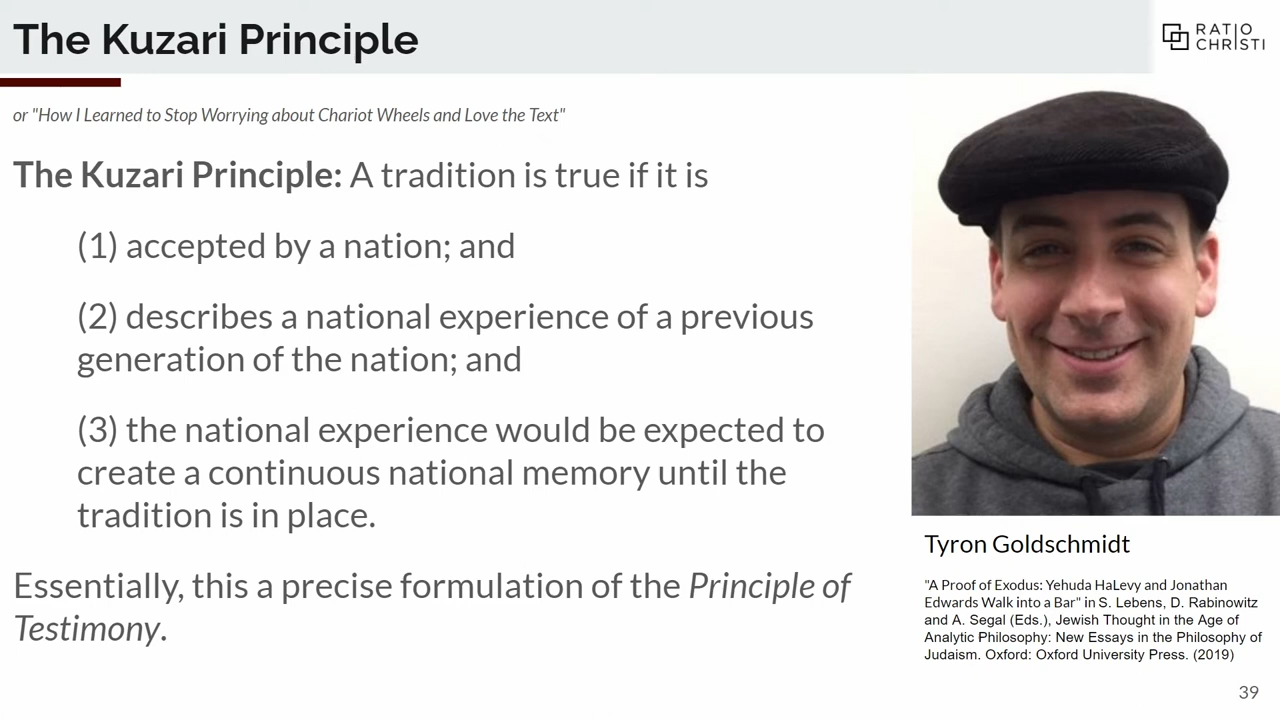 The Kuzari Principle
RATIO
CHRISTI
or "How I Learned to Stop Worrying about Chariot Wheels and Love the Text"
The Kuzari Principle: A tradition is true if it is
(1) accepted by a nation; and
(2) describes a national experience of a previous
generation of the nation; and
(3) the national experience would be expected to
create a continuous national memory until the
tradition is in place.
Essentially, this a precise formulation of the Principle of
Testimony.
Tyron Goldschmidt
"A Proof of Exodus: Yehuda HaLevy and Jonathan
Edwards Walk into a Bar" in S. Lebens, D. Rabinowitz
and A. Segal (Eds.), Jewish Thought in the Age of
Analytic Philosophy: New Essays in the Philosophy of
Judaism. Oxford: Oxford University Press. (2019)
39